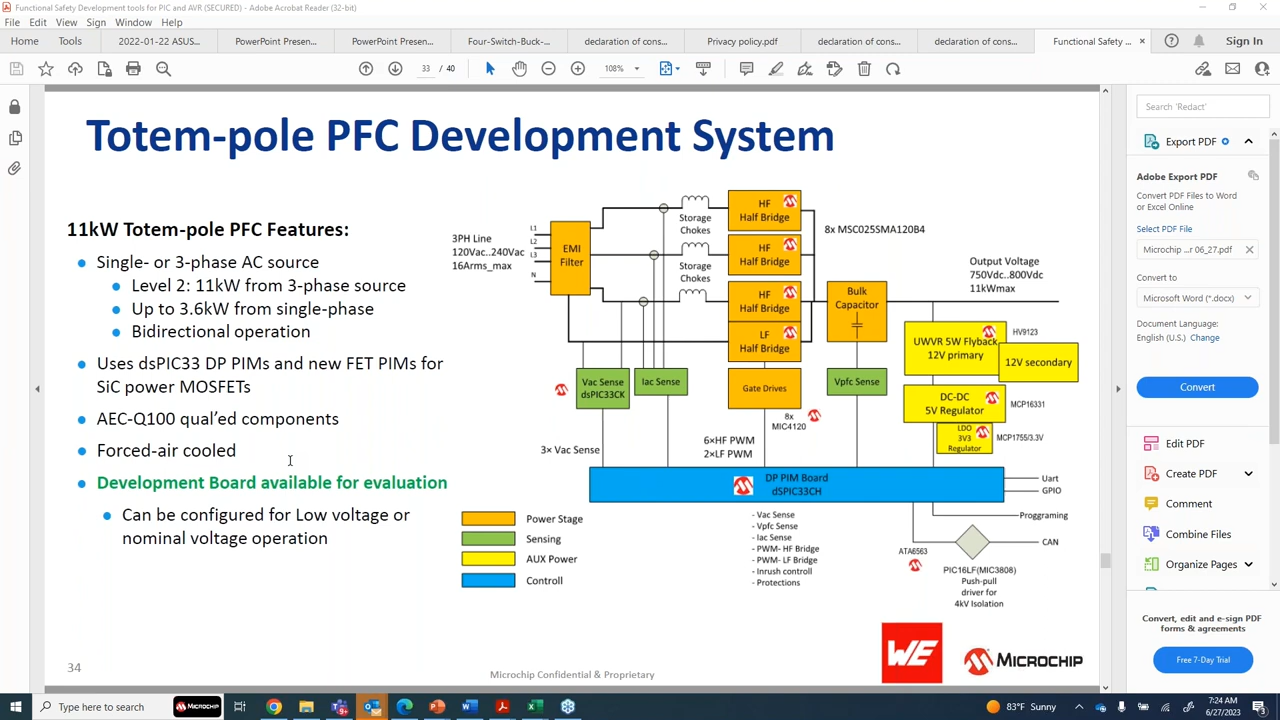 Functional Safety Development tools for PIC and AVR (SECURED) - Adobe Acrobat Reader (32-bit)
File Edit View Sign Window Help
Home Tools 2022-01-22 ASUS... PowerPoint Presen... PowerPoint Presen... Four-Switch-Buck-... declaration of cons... Privacy policy.pdf declaration of cons... declaration of cons... Functional Safety ... × Sign In
33 / 40 108%
Totem-pole PFC Development System
11kW Totem-pole PFC Features:
Single- or 3-phase AC source
Level 2: 11kW from 3-phase source
Up to 3.6kW from single-phase
Bidirectional operation
Uses dsPIC33 DP PIMs and new FET PIMs for
SiC power MOSFETs
AEC-Q100 qual'ed components
Forced-air cooled
Development Board available for evaluation
Can be configured for Low voltage or
nominal voltage operation
3PH Line
120Vac..240Vac
16Arms_max
L1
L2
L3
N
EMI
Filter
Storage
Chokes
Storage
Chokes
HF
Half Bridge
HF
Half Bridge
HF
Half Bridge
LF
Half Bridge
8x MSC025SMA120B4
Bulk
Capacitor
Output Voltage
750Vdc..800Vdc
11kWmax
UWVR 5W Flyback
12V primary
HV9123
12V secondary
DC-DC
5V Regulator
MCP16331
LDO
3V3
Regulator
MCP1755/3.3V
Vac Sense
dsPIC33CK
Iac Sense
Gate Drives
Vpfc Sense
8x
MIC4120
3× Vac Sense
6×HF PWM
2×LF PWM
DP PIM Board
dSPIC33CH
Uart
GPIO
Proggraming
CAN
ATA6563
PIC16LF(MIC3808)
Push-pull
driver for
4kV Isolation
Power Stage
Sensing
AUX Power
Controll
- Vac Sense
- Vpfc Sense
- Iac Sense
- PWM- HF Bridge
- PWM- LF Bridge
- Inrush controll
- Protections
34
Microchip Confidential & Proprietary
WE
MICROCHIP
Search 'Redact'
Export PDF
Adobe Export PDF
Convert PDF Files to Word
or Excel Online
Select PDF File
Microchip ...r 06_27.pdf
Convert to
Microsoft Word (*.docx)
Document Language:
English (U.S.) Change
Convert
Edit PDF
Create PDF
Comment
Combine Files
Organize Pages
Convert, edit and e-sign PDF
forms & agreements
Free 7-Day Trial
Type here to search
MICROCHIP
83°F Sunny
7:24 AM
6/27/2023